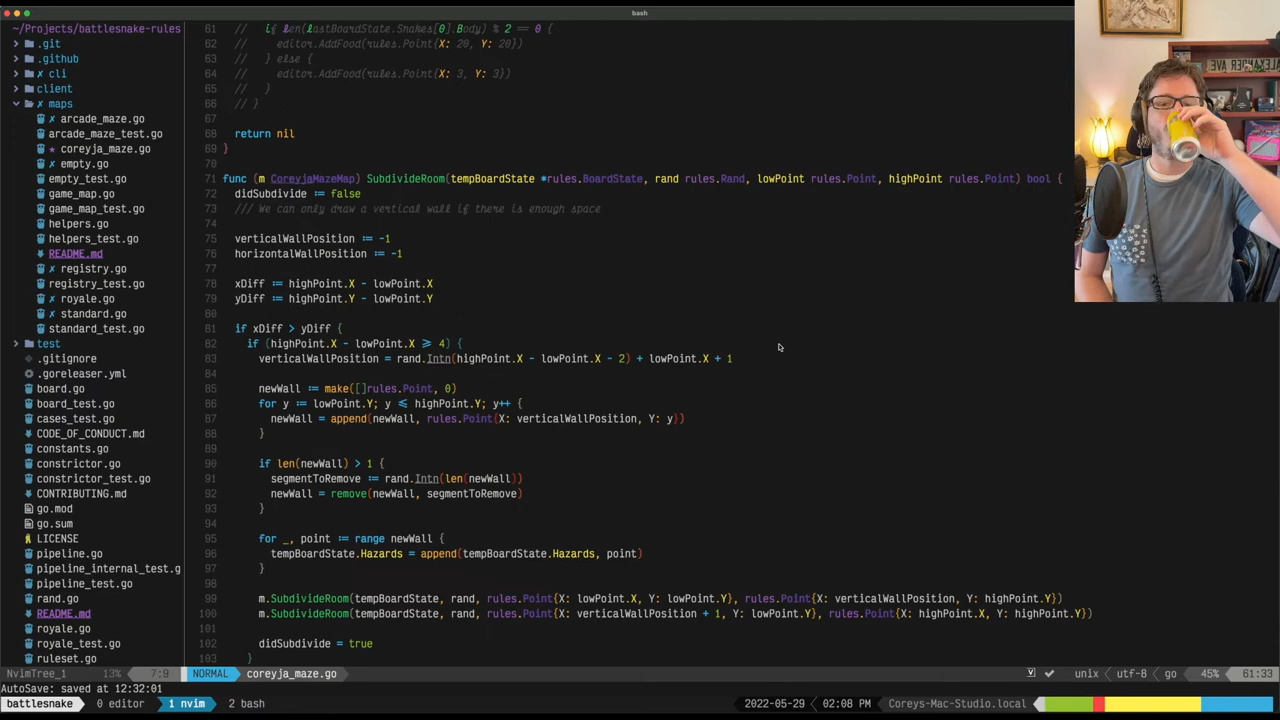 bash
~/Projects/battlesnake-rules
.git
.github
✗ cli
client
✗ maps
✗ arcade_maze.go
arcade_maze_test.go
★ coreyja_maze.go
✗ empty.go
empty_test.go
game_map.go
game_map_test.go
helpers.go
helpers_test.go
README.md
✗ registry.go
registry_test.go
✗ royale.go
✗ standard.go
standard_test.go
test
.gitignore
.goreleaser.yml
board.go
board_test.go
cases_test.go
CODE_OF_CONDUCT.md
constants.go
constrictor.go
constrictor_test.go
CONTRIBUTING.md
go.mod
go.sum
LICENSE
pipeline.go
pipeline_internal_test.g
pipeline_test.go
rand.go
README.md
royale.go
royale_test.go
ruleset.go
61 //   if len(lastBoardState.Snakes[0].Body) % 2 == 0 {
62 //     editor.AddFood(rules.Point{X: 20, Y: 20})
63 //   } else {
64 //     editor.AddFood(rules.Point{X: 3, Y: 3})
65 //   }
66 // }
67
68 return nil
69 }
70
71 func (m CoreyjaMazeMap) SubdivideRoom(tempBoardState *rules.BoardState, rand rules.Rand, lowPoint rules.Point, highPoint rules.Point) bool {
72 didSubdivide := false
73 /// We can only draw a vertical wall if there is enough space
74
75 verticalWallPosition := -1
76 horizontalWallPosition := -1
77
78 xDiff := highPoint.X - lowPoint.X
79 yDiff := highPoint.Y - lowPoint.Y
80
81 if xDiff > yDiff {
82 if (highPoint.X - lowPoint.X >= 4) {
83 verticalWallPosition = rand.Intn(highPoint.X - lowPoint.X - 2) + lowPoint.X + 1
84
85 newWall := make([]rules.Point, 0)
86 for y := lowPoint.Y; y <= highPoint.Y; y++ {
87 newWall = append(newWall, rules.Point{X: verticalWallPosition, Y: y})
88 }
89
90 if len(newWall) > 1 {
91 segmentToRemove := rand.Intn(len(newWall))
92 newWall = remove(newWall, segmentToRemove)
93 }
94
95 for _, point := range newWall {
96 tempBoardState.Hazards = append(tempBoardState.Hazards, point)
97 }
98
99 m.SubdivideRoom(tempBoardState, rand, rules.Point{X: lowPoint.X, Y: lowPoint.Y}, rules.Point{X: verticalWallPosition, Y: highPoint.Y})
100 m.SubdivideRoom(tempBoardState, rand, rules.Point{X: verticalWallPosition + 1, Y: lowPoint.Y}, rules.Point{X: highPoint.X, Y: highPoint.Y})
101
102 didSubdivide = true
103 }
ALEXANDER AVE
NvimTree_1 13% 7:9 NORMAL coreyja_maze.go unix utf-8 go 45% 61:33
AutoSave: saved at 12:32:01
battlesnake 0 editor 1 nvim 2 bash 2022-05-29 02:08 PM Coreys-Mac-Studio.local